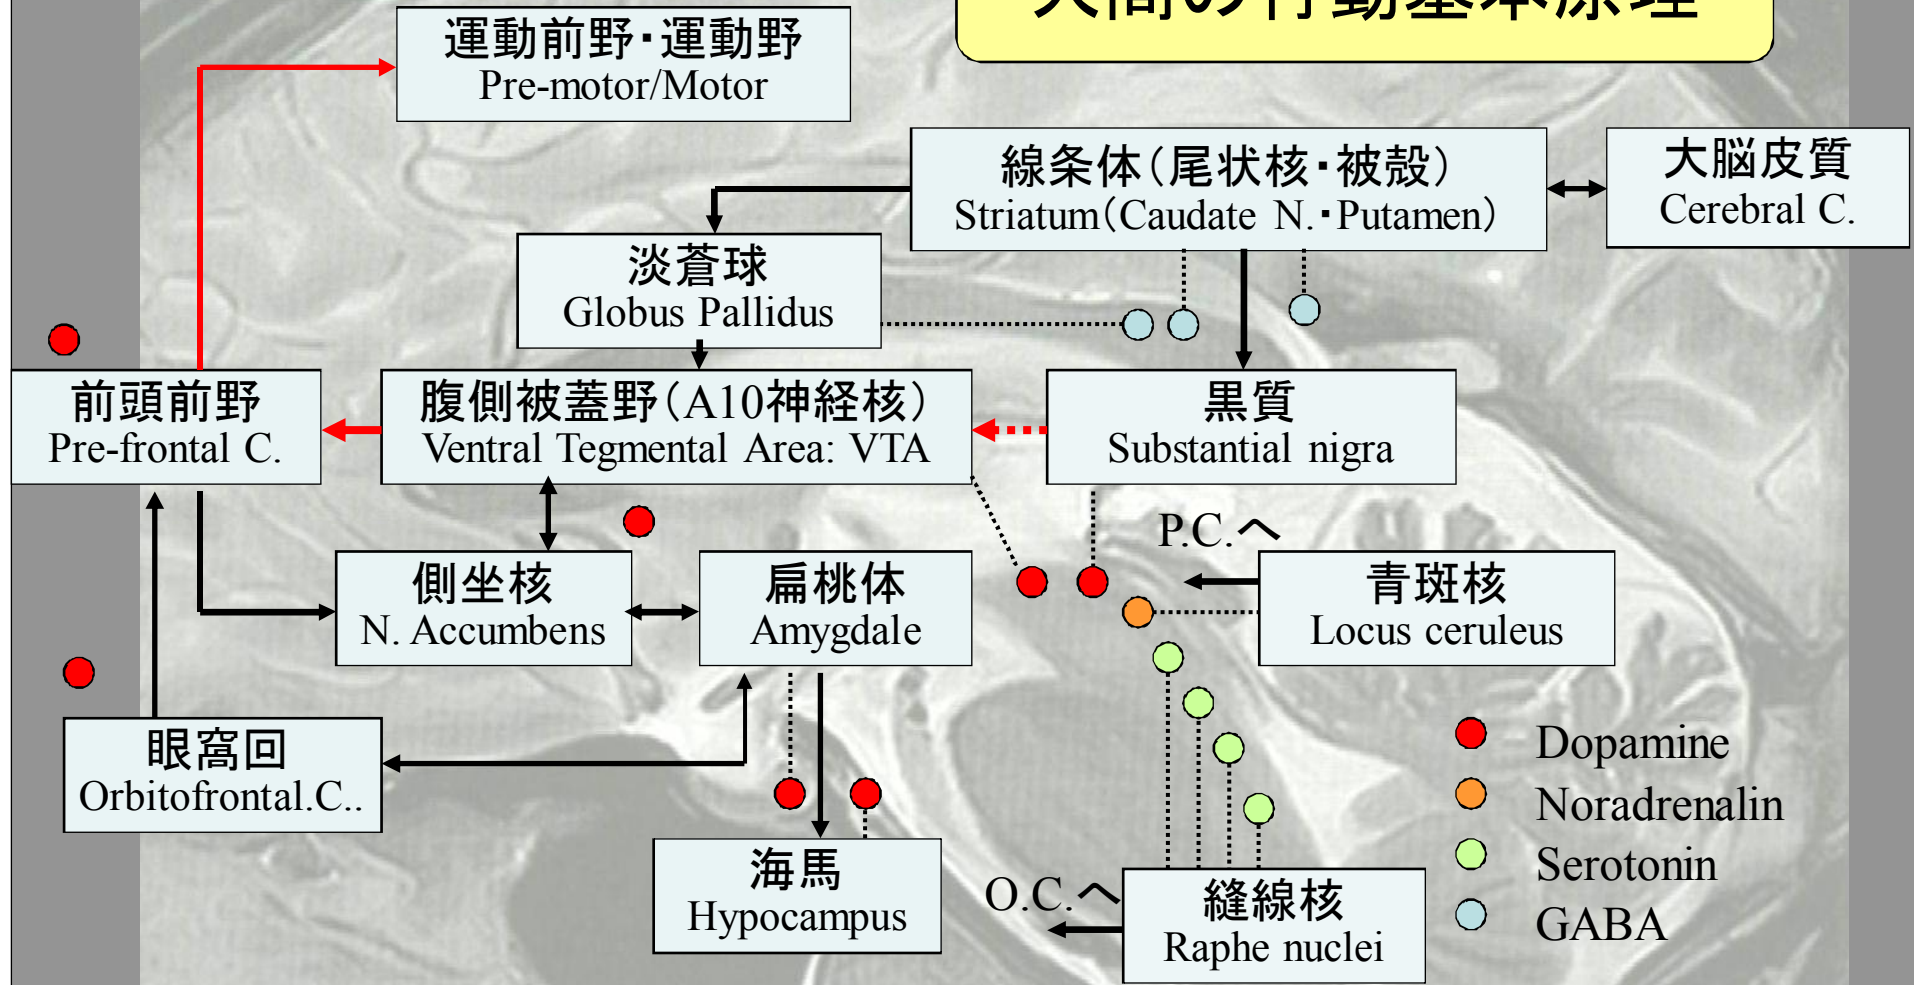 運動前野・運動野
Pre-motor/Motor
線条体(尾状核・被殻)
Striatum(Caudate N.・Putamen)
大脳皮質
Cerebral C.
淡蒼球
Globus Pallidus
前頭前野
Pre-frontal C.
腹側被蓋野(A10神経核)
Ventral Tegmental Area: VTA
黒質
Substantial nigra
P.C.へ
側坐核
N. Accumbens
扁桃体
Amygdale
青斑核
Locus ceruleus
眼窩回
Orbitofrontal.C..
海馬
Hypocampus
O.C.へ
縫線核
Raphe nuclei
Dopamine
Noradrenalin
Serotonin
GABA